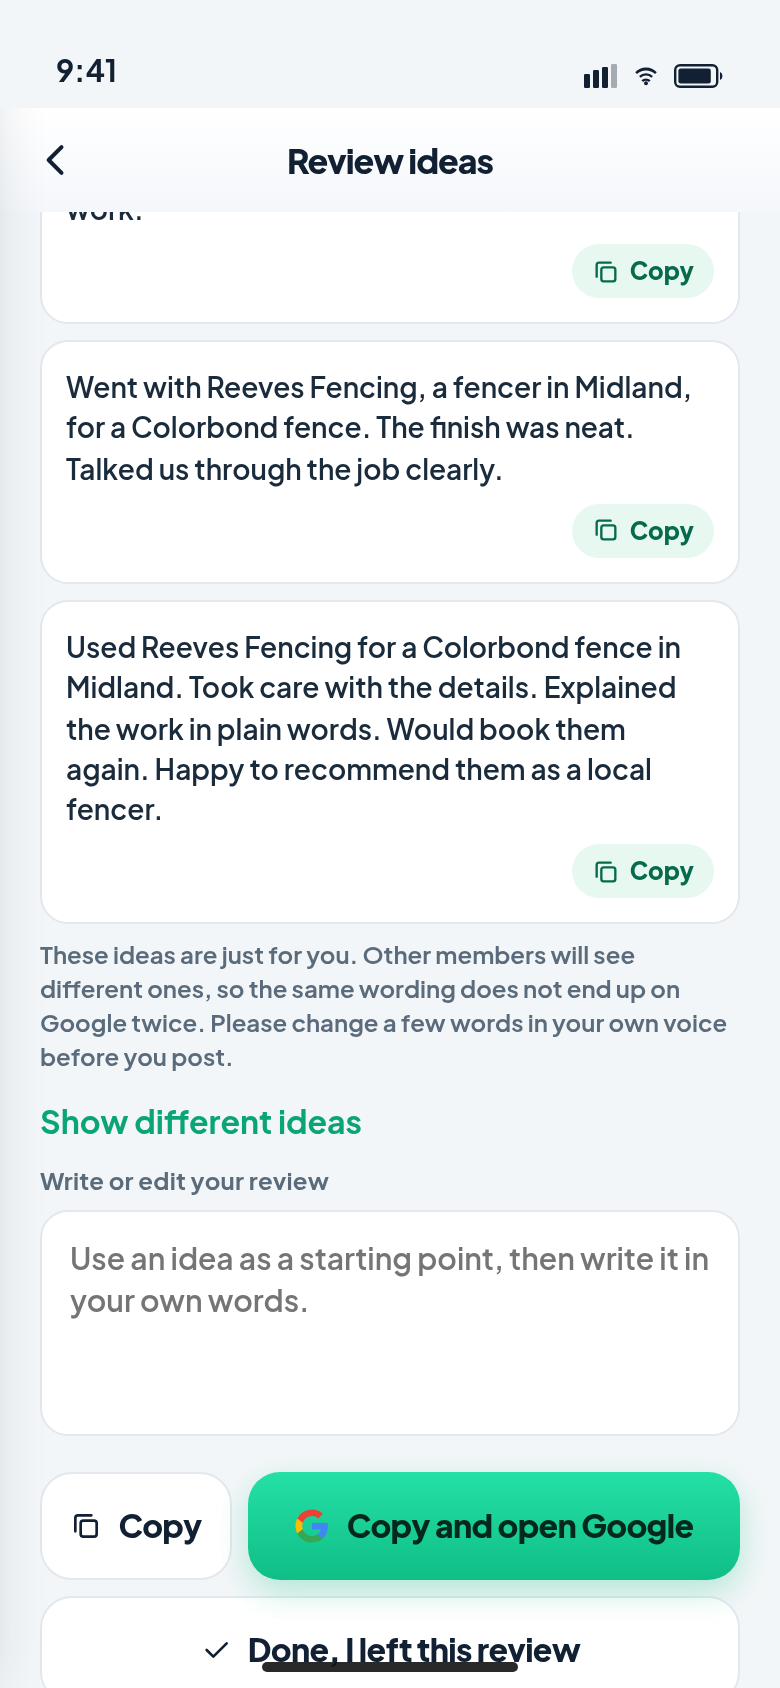 9:41
Review ideas
work.
Copy
Went with Reeves Fencing, a fencer in Midland,
for a Colorbond fence. The finish was neat.
Talked us through the job clearly.
Copy
Used Reeves Fencing for a Colorbond fence in
Midland. Took care with the details. Explained
the work in plain words. Would book them
again. Happy to recommend them as a local
fencer.
Copy
These ideas are just for you. Other members will see
different ones, so the same wording does not end up on
Google twice. Please change a few words in your own voice
before you post.
Show different ideas
Write or edit your review
Use an idea as a starting point, then write it in
your own words.
Copy
Copy and open Google
Done, I left this review